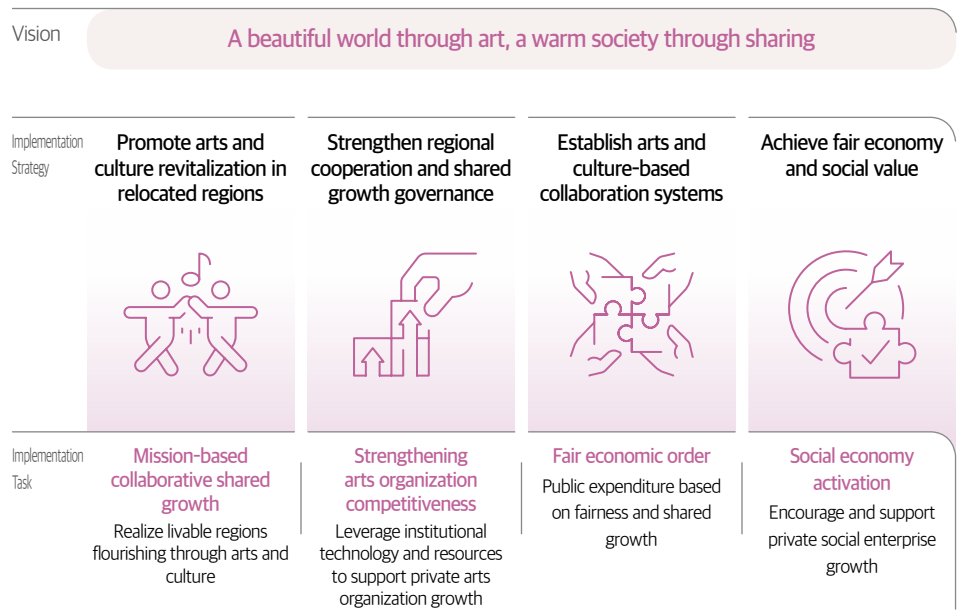 Vision
A beautiful world through art, a warm society through sharing
Implementation
Strategy
Promote arts and
culture revitalization in
relocated regions
Strengthen regional
cooperation and shared
growth governance
Establish arts and
culture-based
collaboration systems
Achieve fair economy
and social value
Implementation
Task
Mission-based
collaborative shared
growth
Realize livable regions
flourishing through arts and
culture
Strengthening
arts organization
competitiveness
Leverage institutional
technology and resources
to support private arts
organization growth
Fair economic order
Public expenditure based
on fairness and shared
growth
Social economy
activation
Encourage and support
private social enterprise
growth